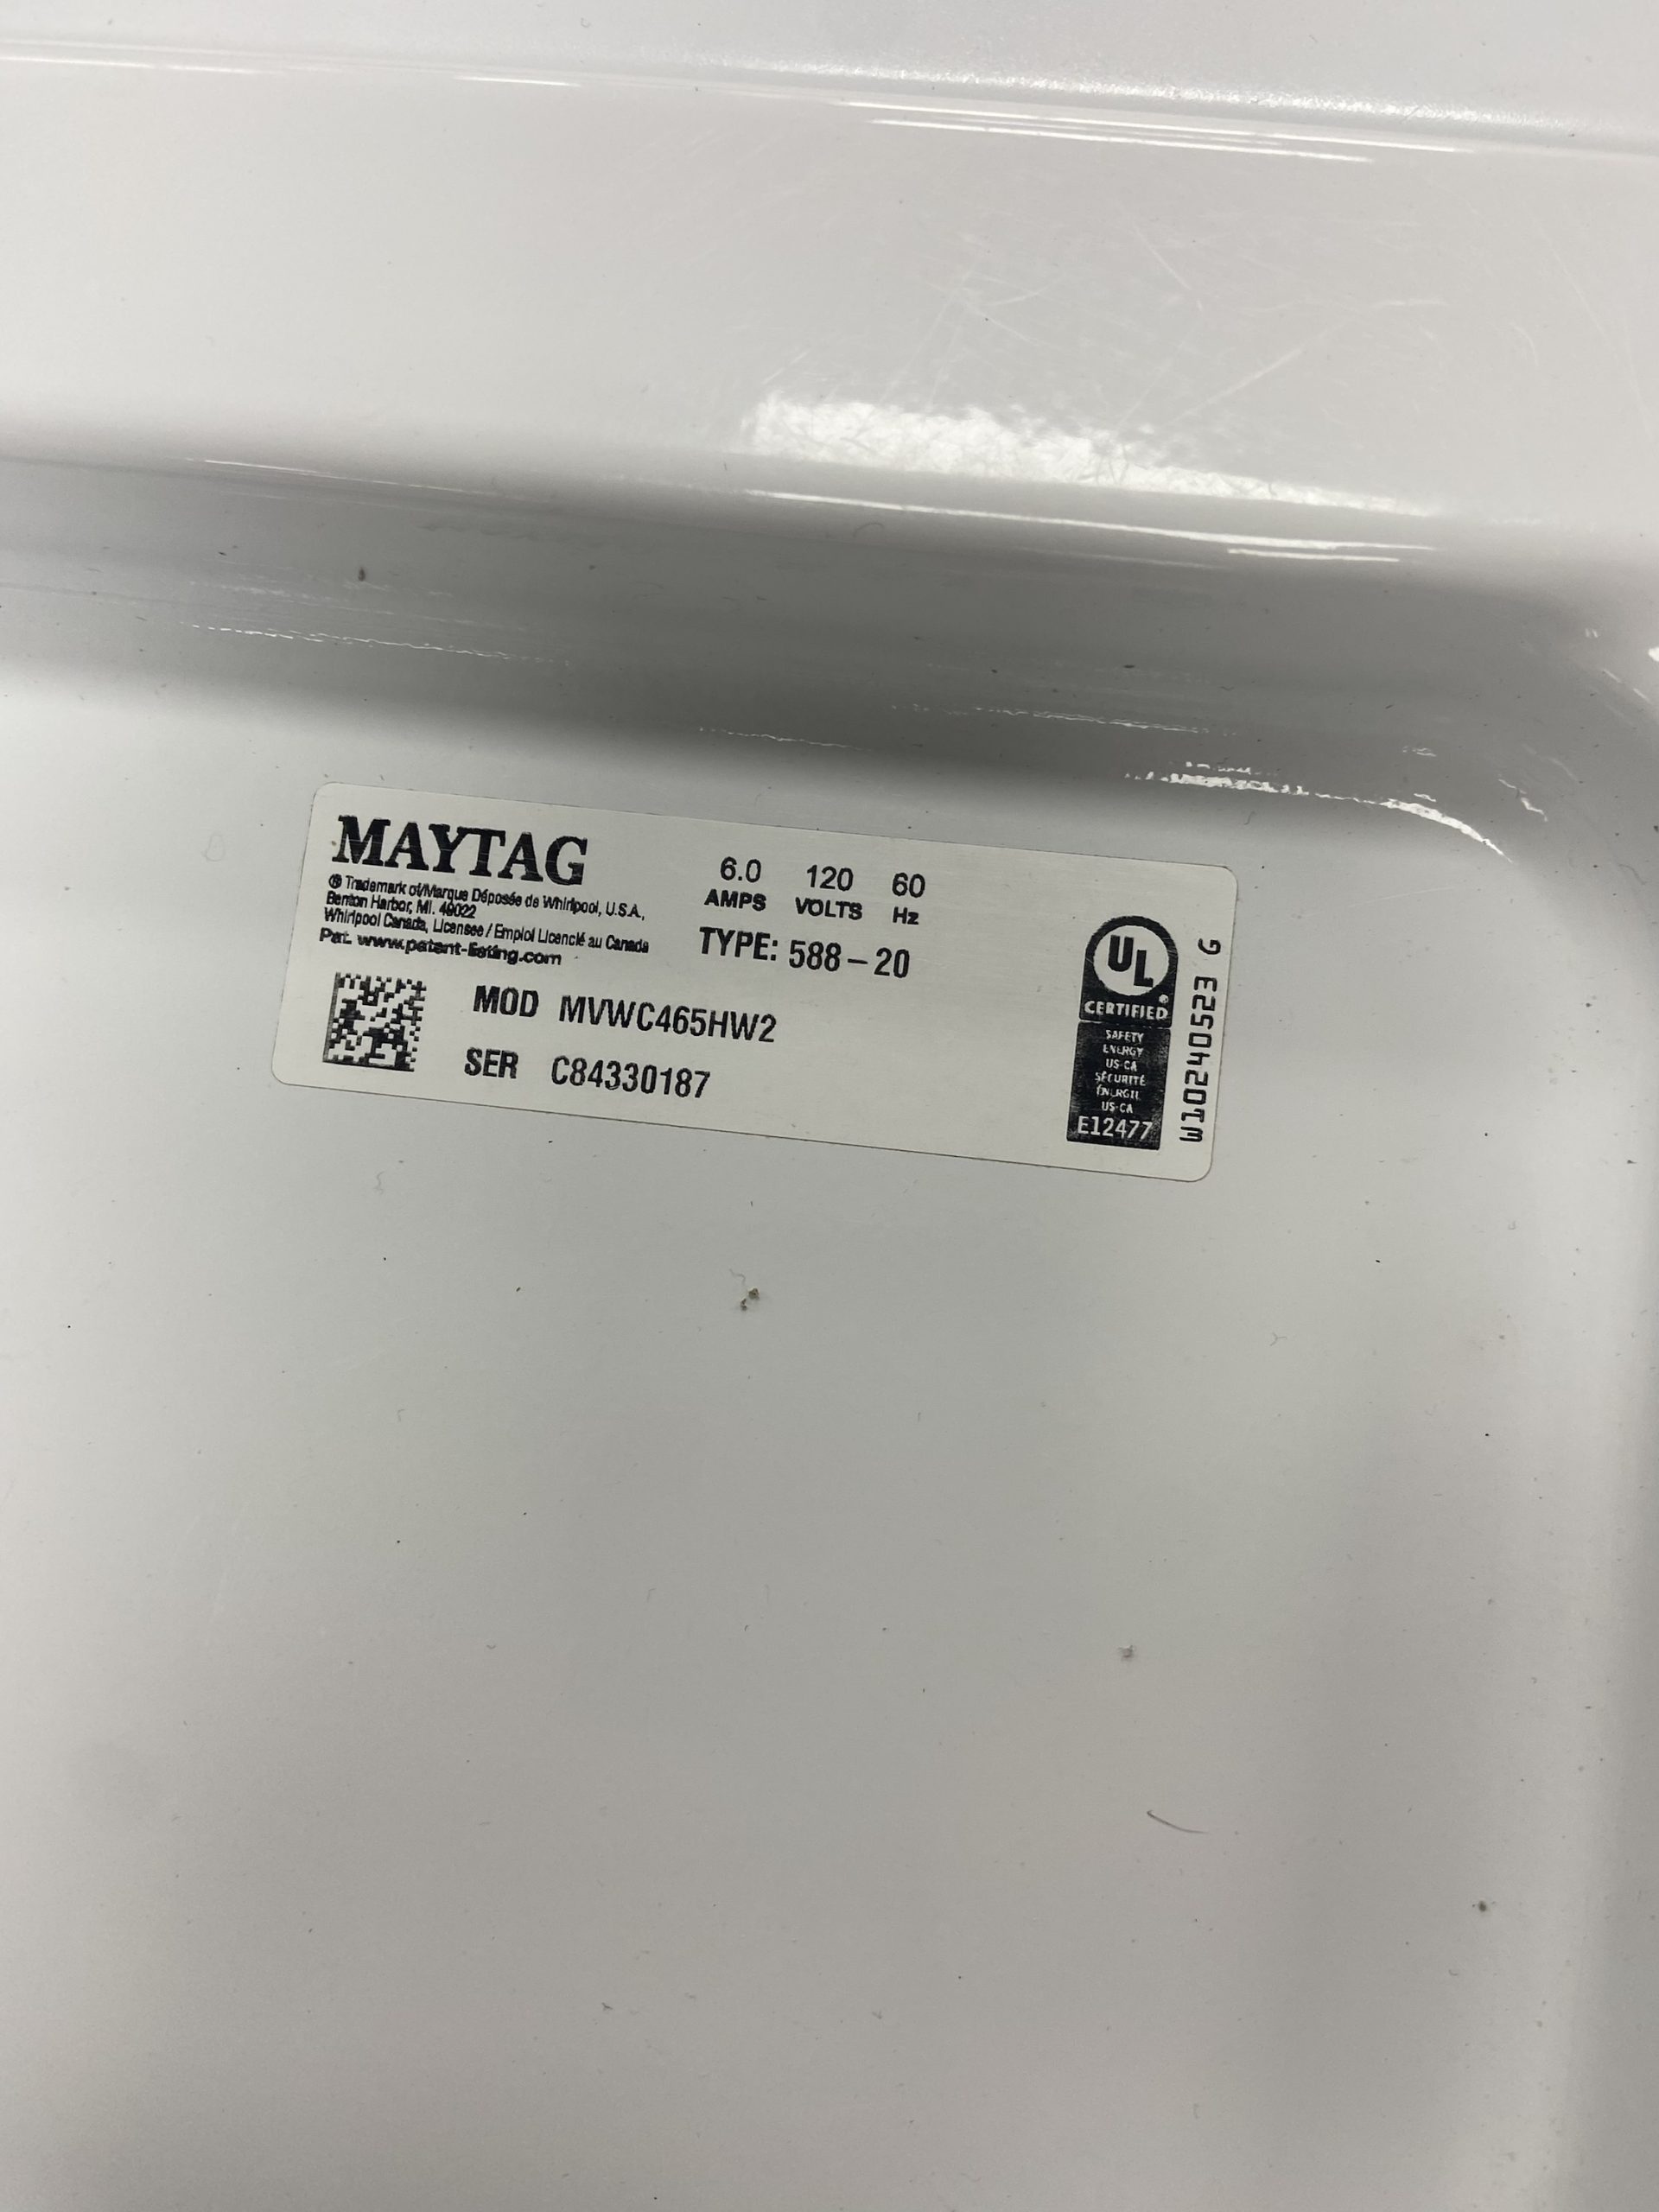 MAYTAG
® Trademark of/Marque Déposée de Whirlpool, U.S.A.,
Benton Harbor, MI. 49022
Whirlpool Canada, Licensee / Emploi Licencié au Canada
Pat. www.patent-listing.com
6.0 120 60
AMPS VOLTS Hz
TYPE: 588-20
MOD MVWC465HW2
SER C84330187
UL
CERTIFIED®
SAFETY
ENERGY
US-CA
SÉCURITÉ
ÉNERGIE
US-CA
E12477
W10240523 G